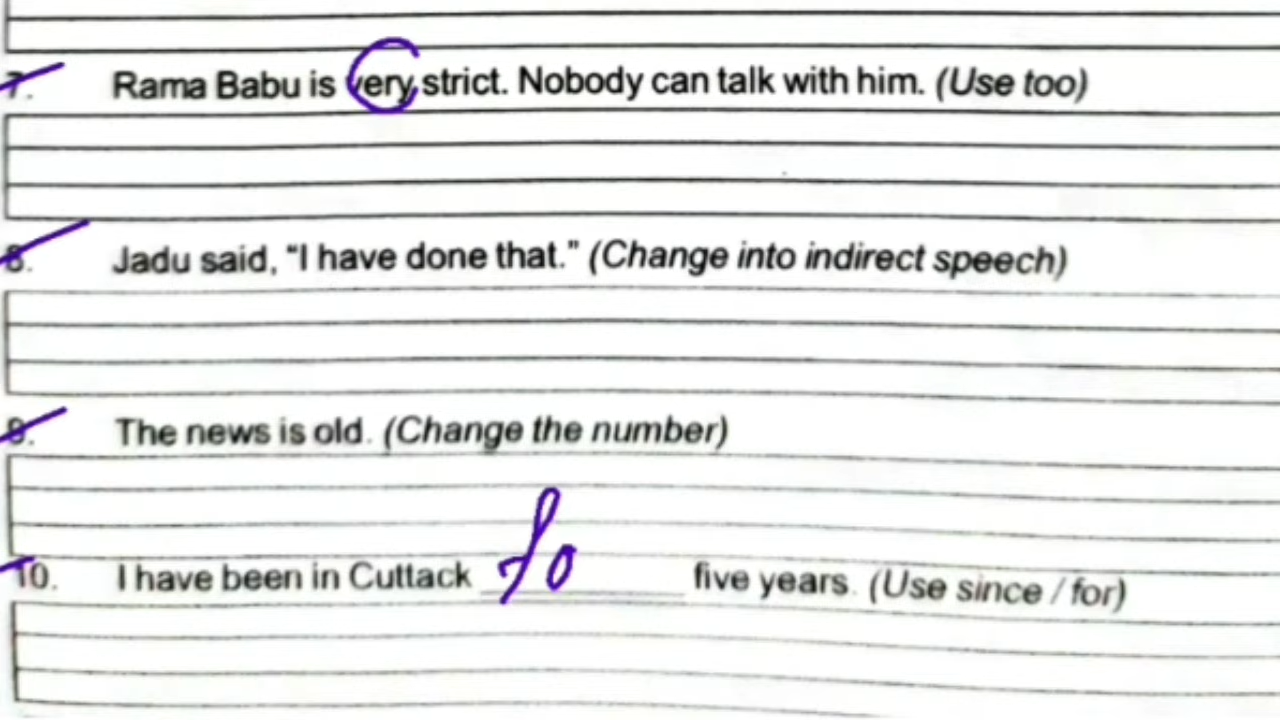 7. Rama Babu is very strict. Nobody can talk with him. (Use too)
8. Jadu said, “I have done that.” (Change into indirect speech)
9. The news is old. (Change the number)
10. I have been in Cuttack fo five years. (Use since / for)